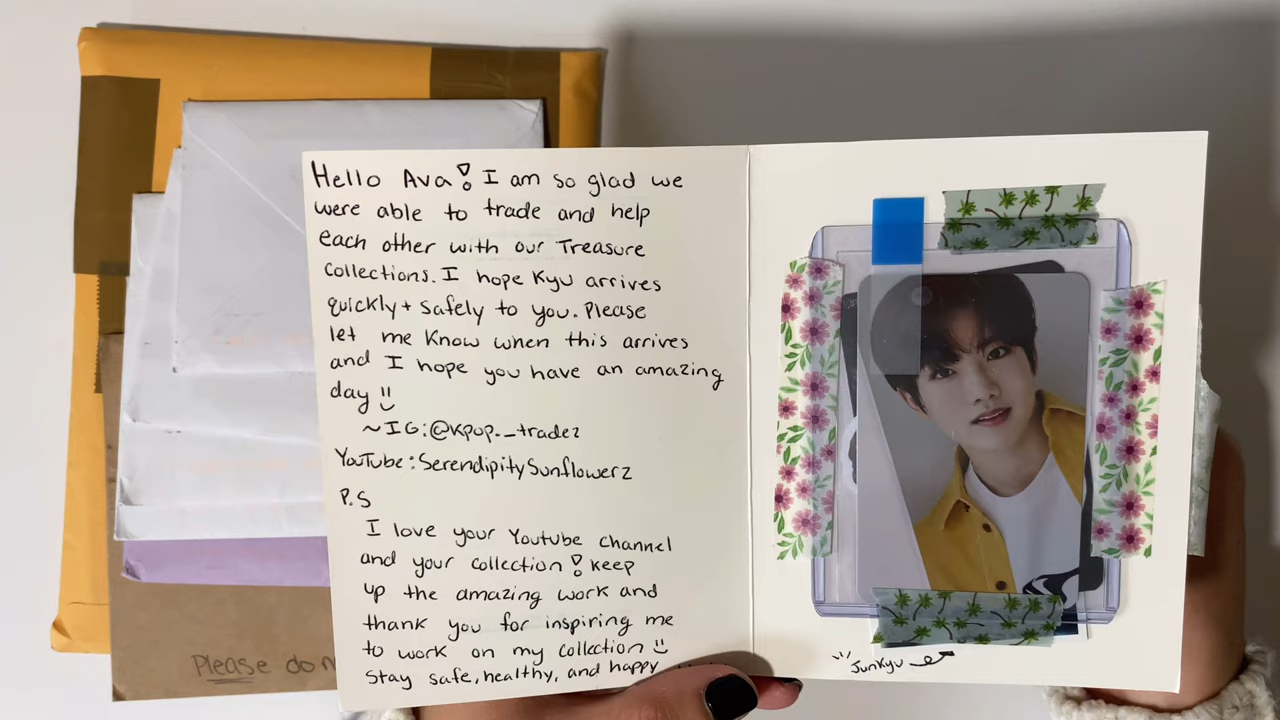 Hello Ava! I am so glad we
were able to trade and help
each other with our Treasure
Collections. I hope Kyu arrives
quickly + safely to you. Please
let me know when this arrives
and I hope you have an amazing
day
~IG:@Kpop._.tradez
YouTube: SerendipitySunflowerz
P.S
I love your Youtube channel
and your collection! keep
up the amazing work and
thank you for inspiring me
to work on my collection
Stay safe, healthy, and happy
Junkyu
Please do